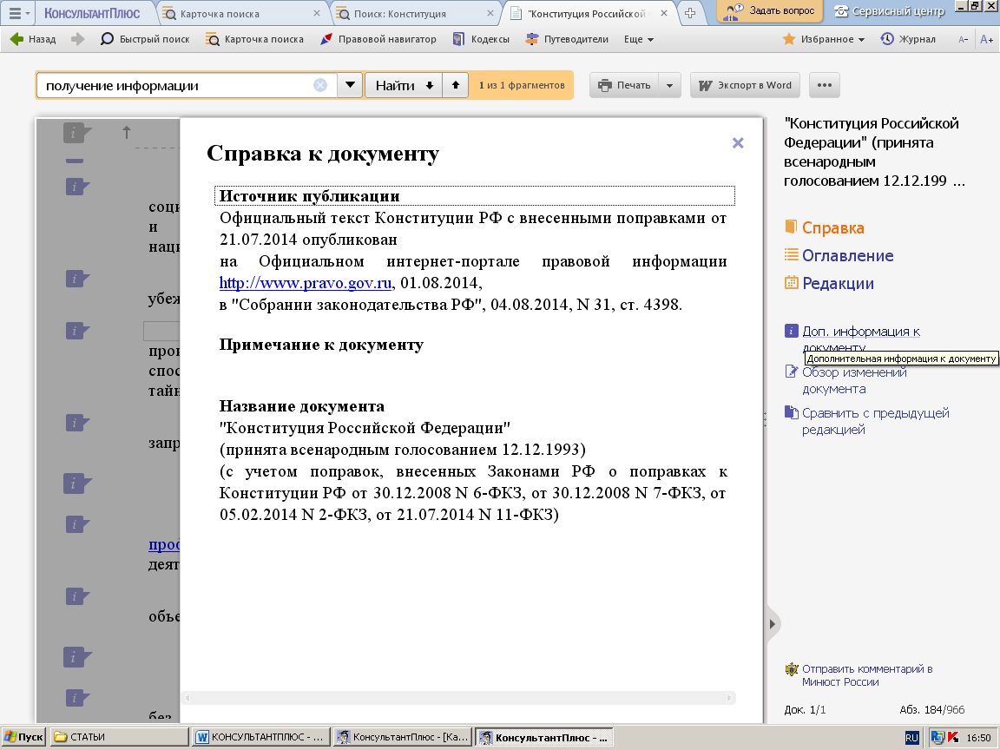 КОНСУЛЬТАНТПЛЮС
Карточка поиска
Поиск: Конституция
"Конституция Российской
Задать вопрос
Сервисный центр
Назад
Быстрый поиск
Карточка поиска
Правовой навигатор
Кодексы
Путеводители
Еще
Избранное
Журнал
A-
A+
получение информации
Найти
1 из 1 фрагментов
Печать
Экспорт в Word
Справка к документу
Источник публикации
Официальный текст Конституции РФ с внесенными поправками от
21.07.2014 опубликован
на Официальном интернет-портале правовой информации
http://www.pravo.gov.ru, 01.08.2014,
в "Собрании законодательства РФ", 04.08.2014, N 31, ст. 4398.
Примечание к документу
Название документа
"Конституция Российской Федерации"
(принята всенародным голосованием 12.12.1993)
(с учетом поправок, внесенных Законами РФ о поправках к
Конституции РФ от 30.12.2008 N 6-ФКЗ, от 30.12.2008 N 7-ФКЗ, от
05.02.2014 N 2-ФКЗ, от 21.07.2014 N 11-ФКЗ)
соци
и
наци
убеж
прои
спос
тайн
запр
проф
деят
объе
без
"Конституция Российской
Федерации" (принята
всенародным
голосованием 12.12.199 ...
Справка
Оглавление
Редакции
Доп. информация к
документу
Дополнительная информация к документу
Обзор изменений
документа
Сравнить с предыдущей
редакцией
Отправить комментарий в
Минюст России
Док. 1/1
Абз. 184/966
Пуск
СТАТЬИ
КОНСУЛЬТАНТПЛЮС - ...
КонсультантПлюс - [Ка...
КонсультантПлюс - ...
RU
16:50